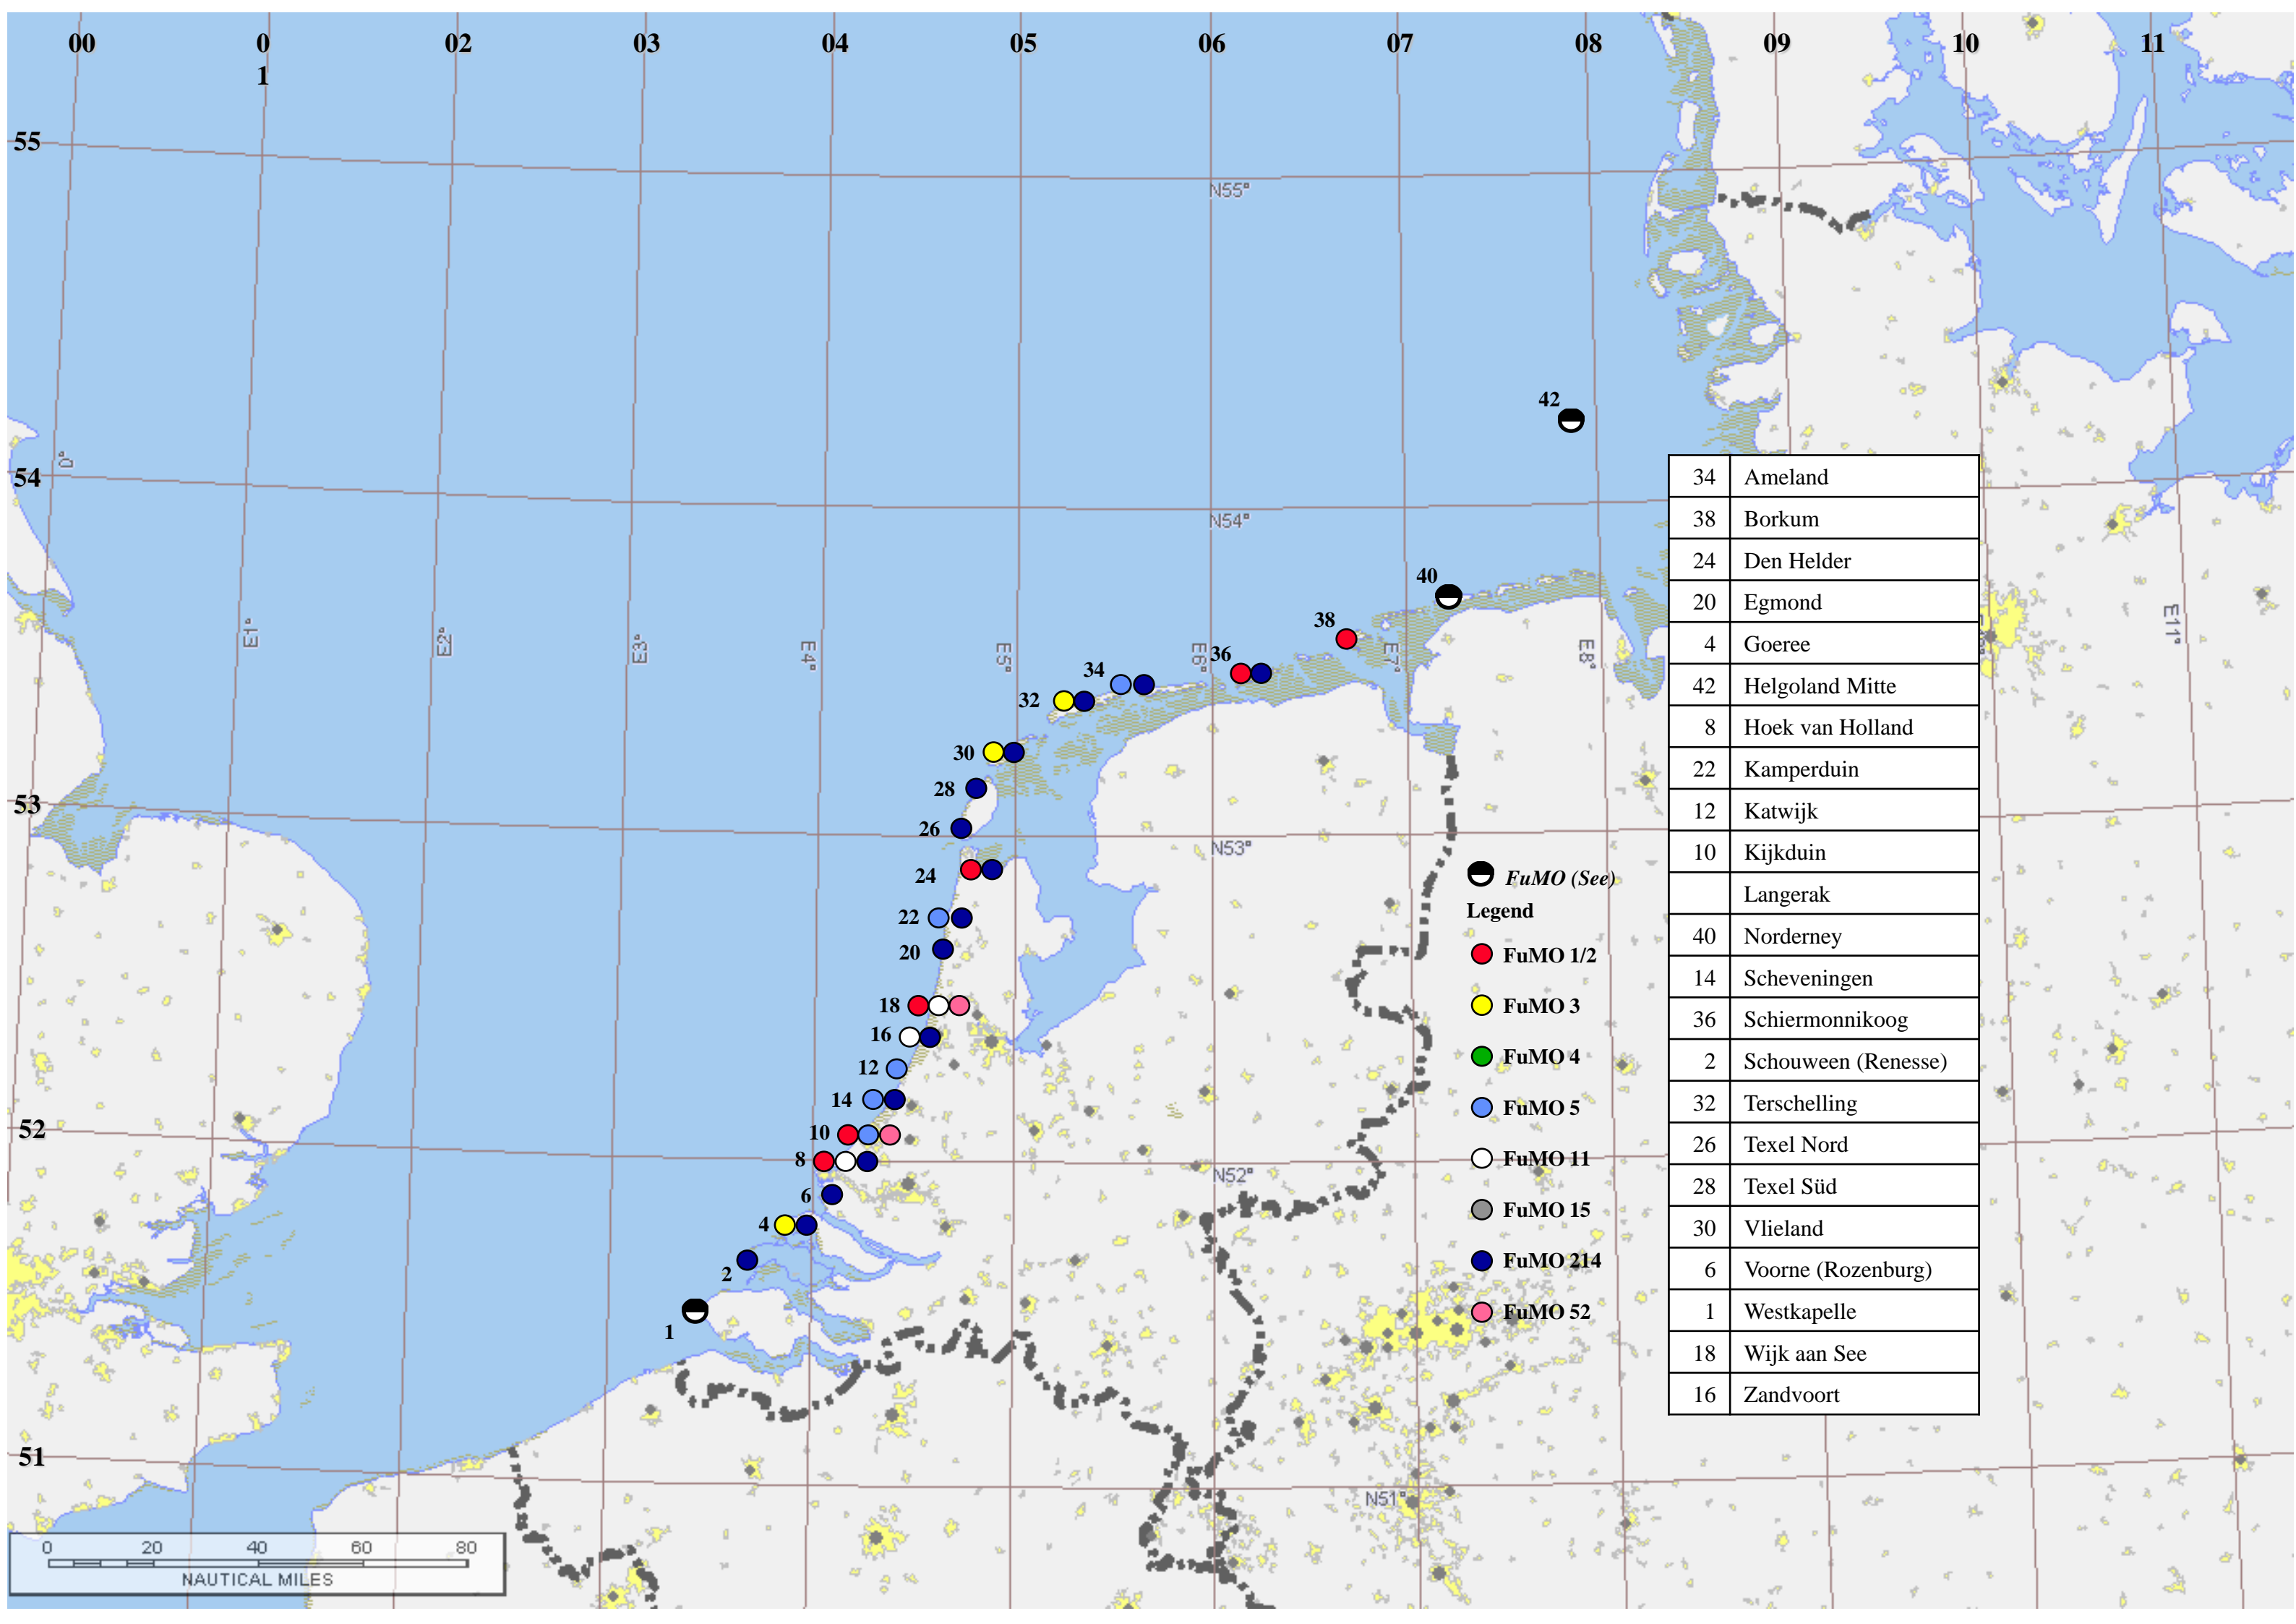 00 0 02 03 04 05 06 07 08 09 10 11
1
55
N55°
42
54
0°
N54°
40
38
E1°
E2°
E3°
E4°
E5°
E6°
E7°
E8°
E11°
36
34
32
30
28
53
26
N53°
24
22
20
18
16
12
14
52
10
8
N52°
6
4
2
1
51
N51°
34 Ameland
38 Borkum
24 Den Helder
20 Egmond
4 Goeree
42 Helgoland Mitte
8 Hoek van Holland
22 Kamperduin
12 Katwijk
10 Kijkduin
Langerak
40 Norderney
14 Scheveningen
36 Schiermonnikoog
2 Schouween (Renesse)
32 Terschelling
26 Texel Nord
28 Texel Süd
30 Vlieland
6 Voorne (Rozenburg)
1 Westkapelle
18 Wijk aan See
16 Zandvoort
FuMO (See)
Legend
FuMO 1/2
FuMO 3
FuMO 4
FuMO 5
FuMO 11
FuMO 15
FuMO 214
FuMO 52
0 20 40 60 80
NAUTICAL MILES